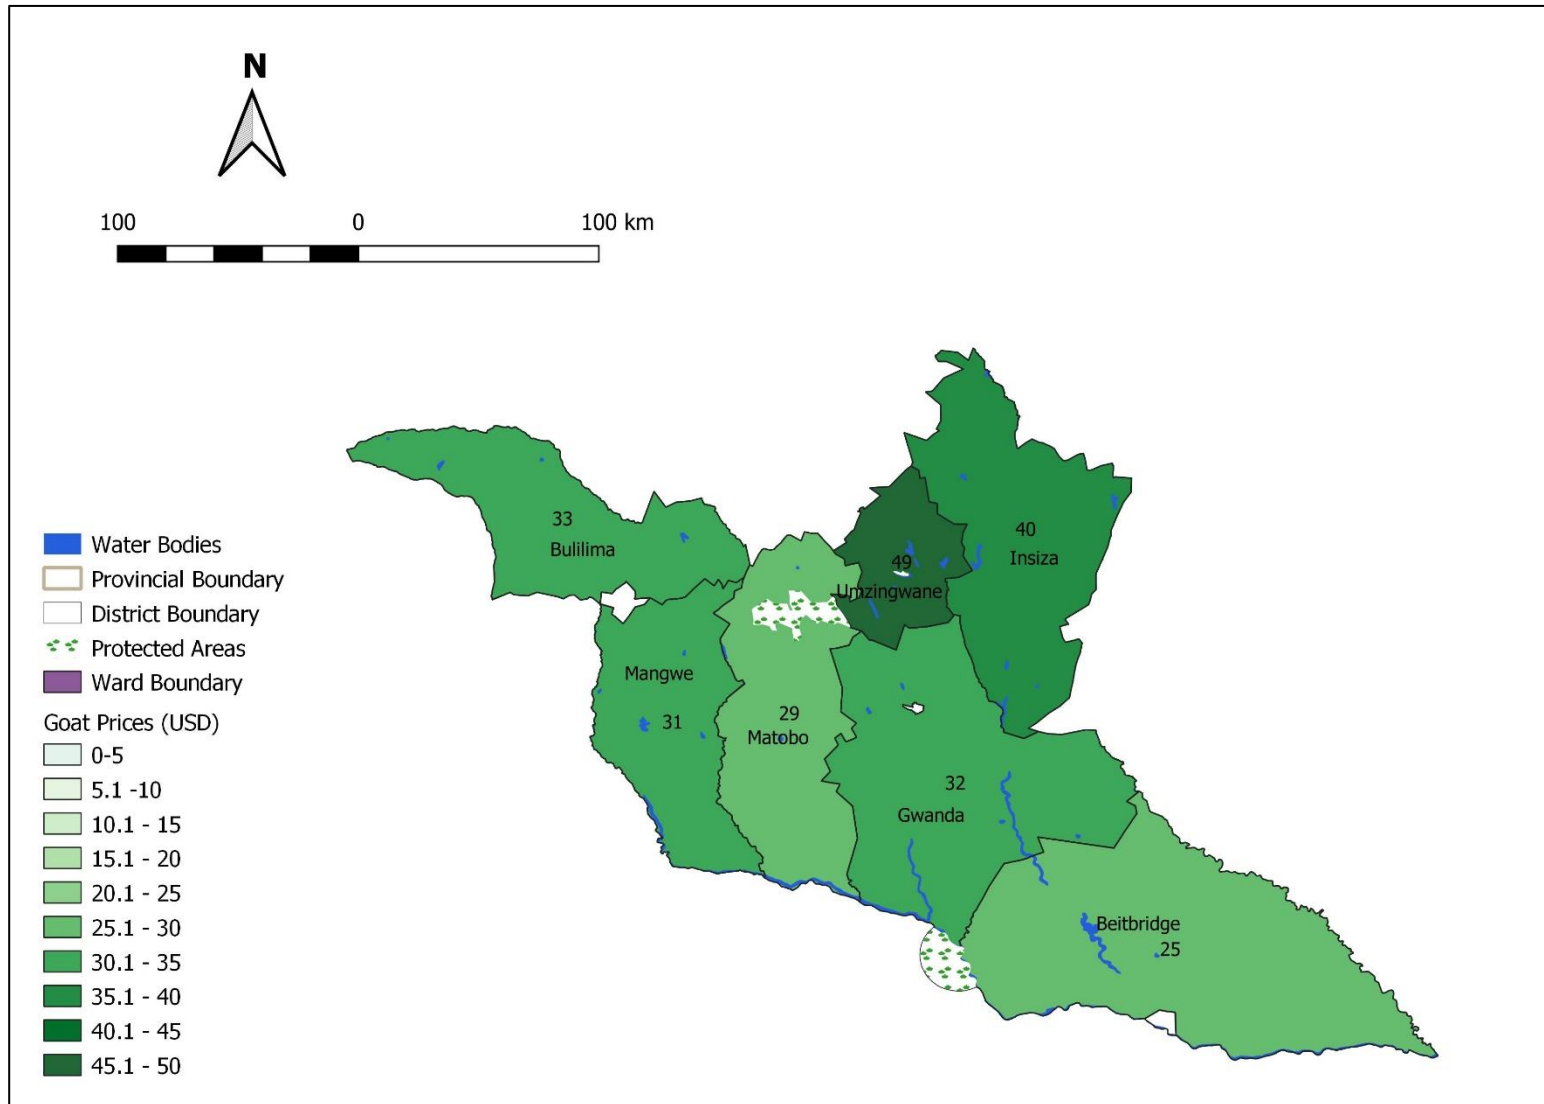 N
100 0 100 km
33
Bulilima
40
Insiza
49
Umzingwane
Mangwe
31
29
Matobo
32
Gwanda
Beitbridge
25
Water Bodies
Provincial Boundary
District Boundary
Protected Areas
Ward Boundary
Goat Prices (USD)
0-5
5.1 -10
10.1 - 15
15.1 - 20
20.1 - 25
25.1 - 30
30.1 - 35
35.1 - 40
40.1 - 45
45.1 - 50